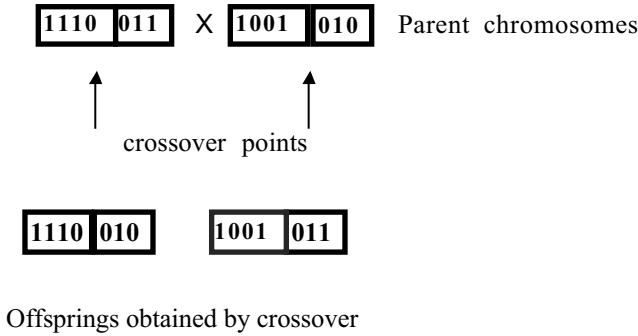 1110 011 X 1001 010 Parent chromosomes
crossover points
1110 010 1001 011
Offsprings obtained by crossover